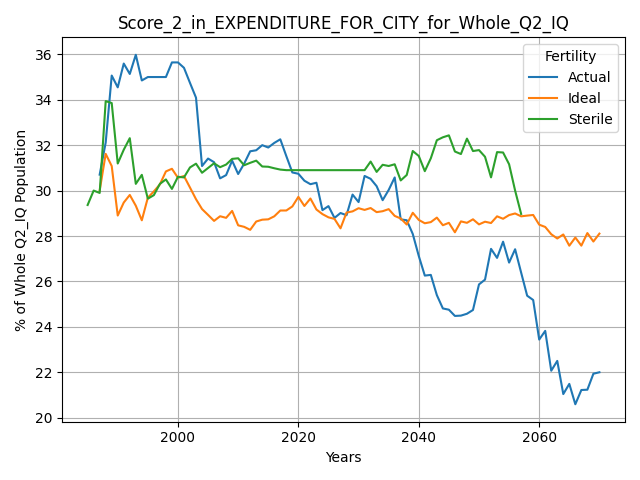 Score_2_in_EXPENDITURE_FOR_CITY_for_Whole_Q2_IQ
% of Whole Q2_IQ Population
36
34
32
30
28
26
24
22
20
Fertility
Actual
Ideal
Sterile
2000 2020 2040 2060
Years